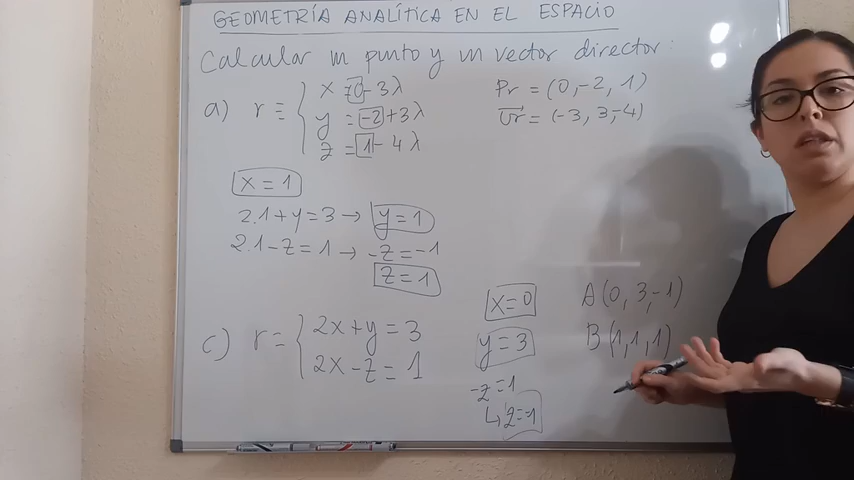 GEOMETRÍA ANALÍTICA EN EL ESPACIO
Calcular un punto y un vector director:
a) r ≡ { x = 0 - 3λ
y = -2 + 3λ
z = 1 - 4λ
Pr = (0, -2, 1)
Ur = (-3, 3, -4)
x = 1
2.1 + y = 3 → y = 1
2.1 - z = 1 → -z = -1
z = 1
c) r = { 2x + y = 3
2x - z = 1
x = 0
y = 3
-z = 1
↳ z = -1
A(0, 3, -1)
B(1, 1, 1)